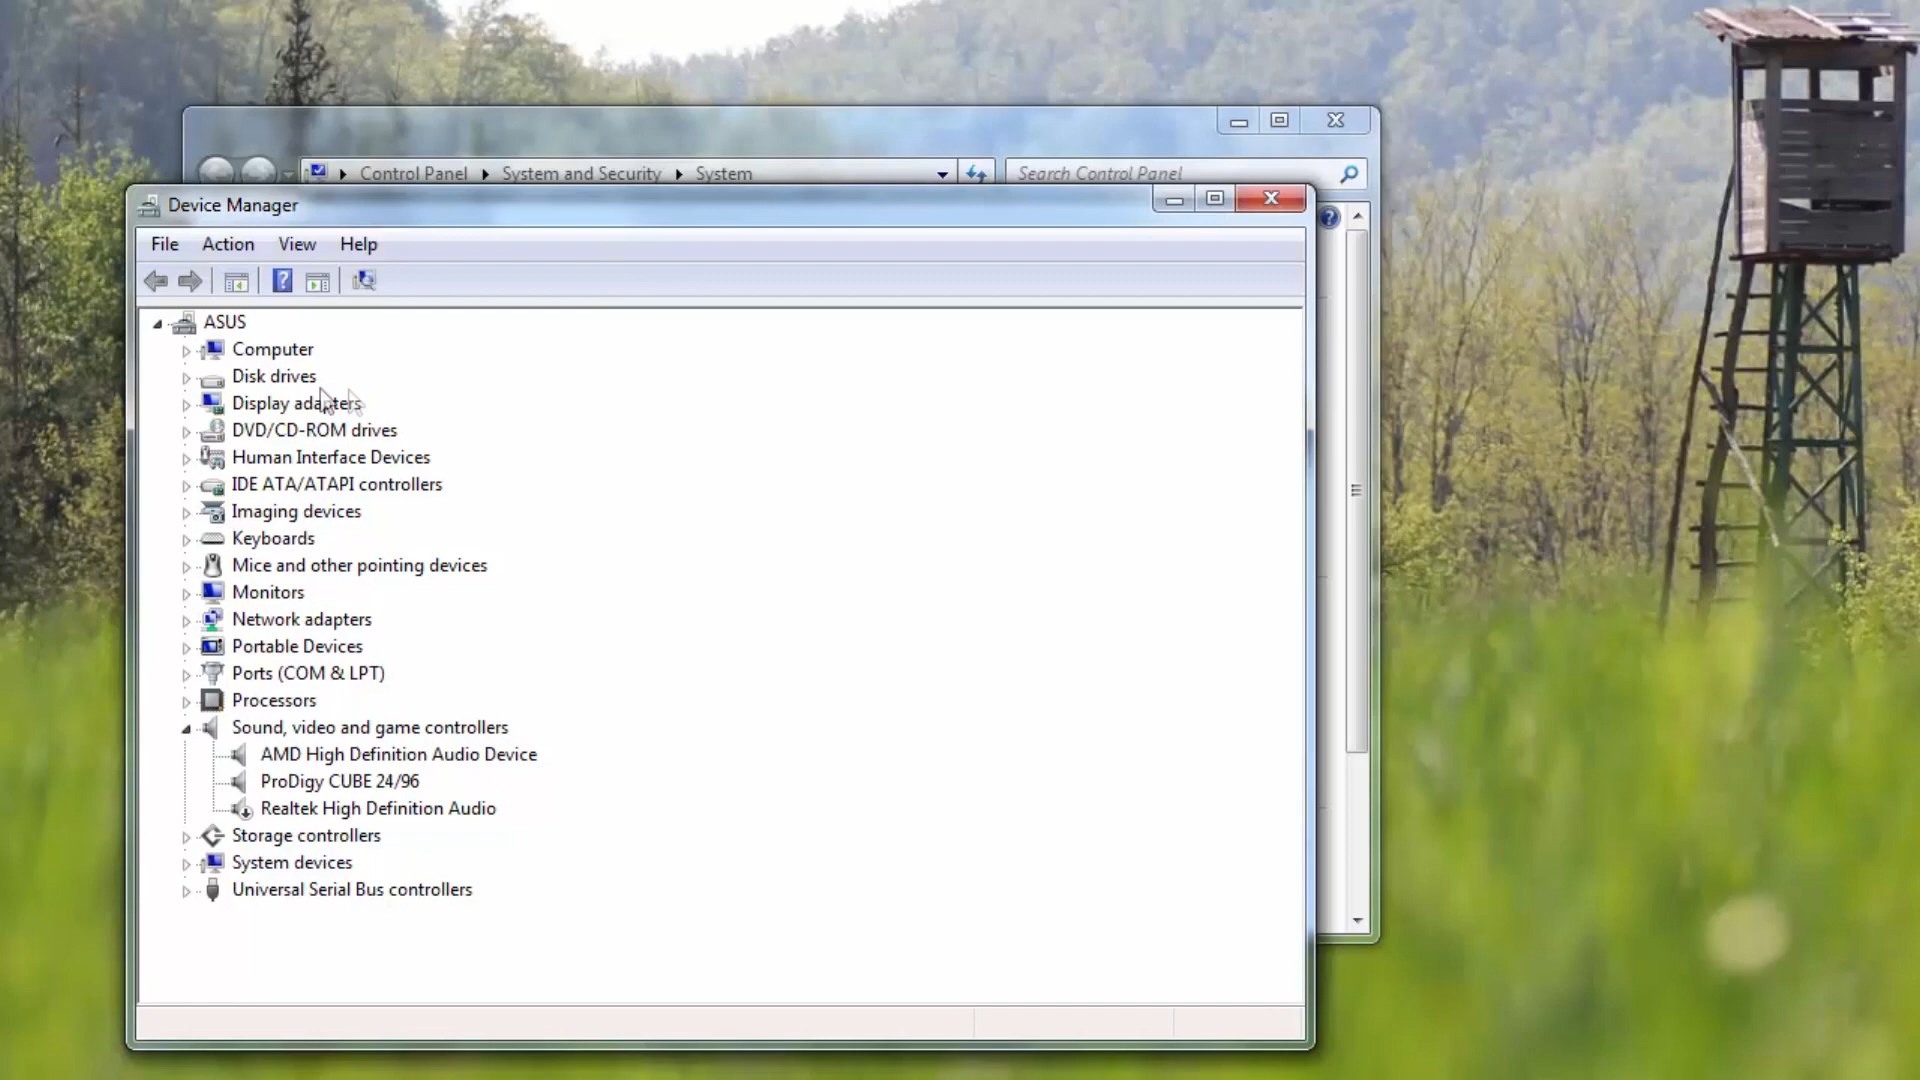 Control Panel System and Security System
Search Control Panel
Device Manager
File Action View Help
ASUS
Computer
Disk drives
Display adapters
DVD/CD-ROM drives
Human Interface Devices
IDE ATA/ATAPI controllers
Imaging devices
Keyboards
Mice and other pointing devices
Monitors
Network adapters
Portable Devices
Ports (COM & LPT)
Processors
Sound, video and game controllers
AMD High Definition Audio Device
ProDigy CUBE 24/96
Realtek High Definition Audio
Storage controllers
System devices
Universal Serial Bus controllers